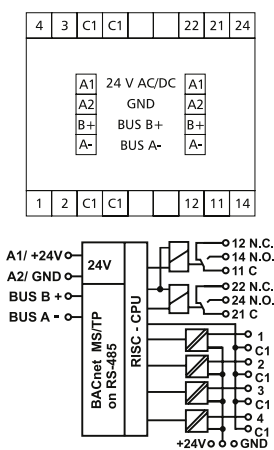 4 3 C1 C1 22 21 24
A1 24 V AC/DC A1
A2 GND A2
B+ BUS B+ B+
A- BUS A- A-
1 2 C1 C1 12 11 14
A1/ +24V
A2/ GND
BUS B +
BUS A -
24V
BACnet MS/TP
on RS-485
RISC - CPU
12 N.C.
14 N.O.
11 C
22 N.C.
24 N.O.
21 C
1
C1
2
C1
3
C1
4
C1
+24V GND